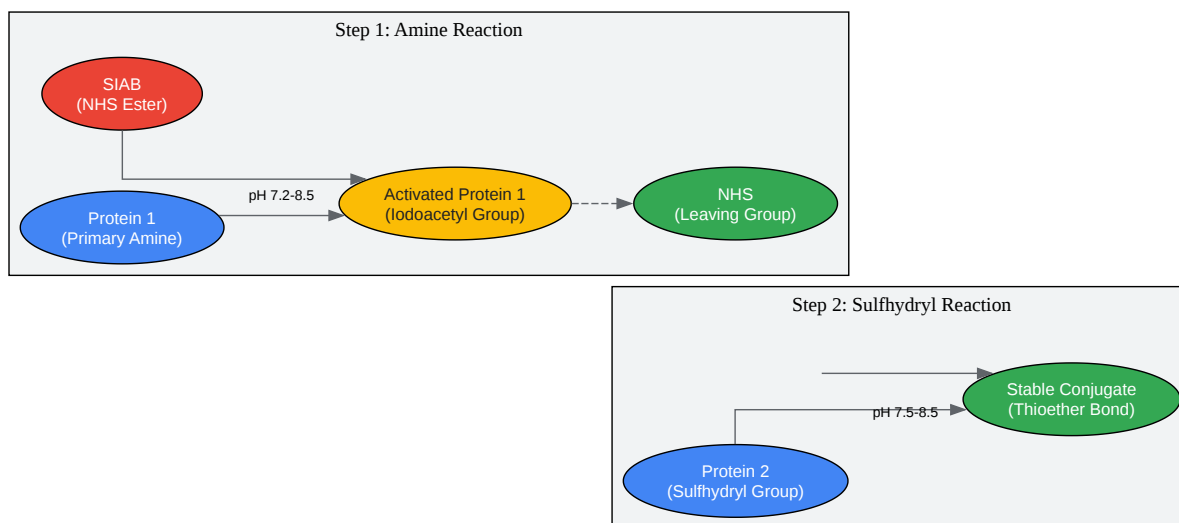 Step 1: Amine Reaction
SIAB
(NHS Ester)
pH 7.2-8.5
Protein 1
(Primary Amine)
Activated Protein 1
(Iodoacetyl Group)
NHS
(Leaving Group)
Step 2: Sulfhydryl Reaction
Stable Conjugate
(Thioether Bond)
pH 7.5-8.5
Protein 2
(Sulfhydryl Group)